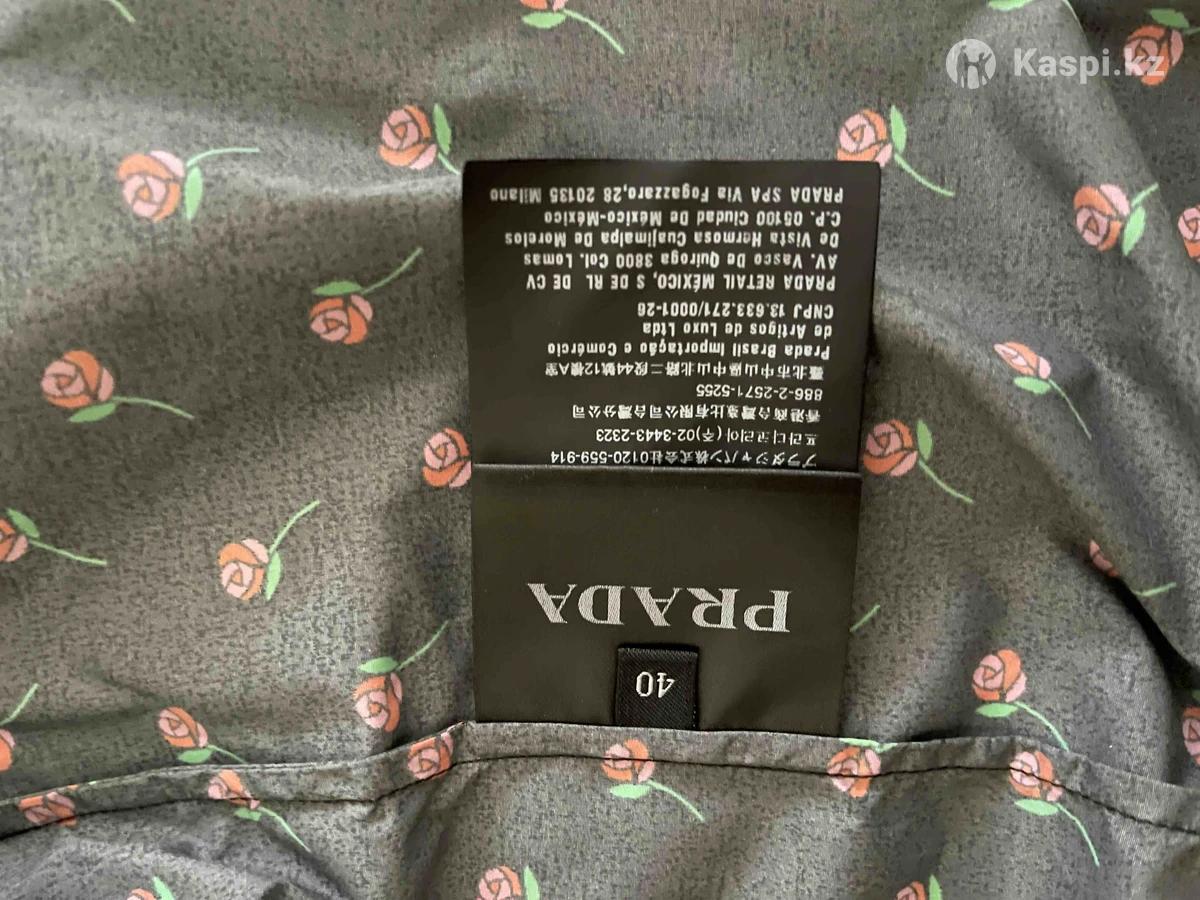 Kaspi.kz
40
PRADA
プラダジャパン株式会社0120-559-914
프라다코리아 (주)02-3443-2323
香港商台灣逸比有限公司台灣分公司
886-2-2571-5255
臺北市中山區中山北路二段44號12樓A室
Prada Brasil Importação e Comércio
de Artigos de Luxo Ltda
CNPJ 13.633.271/0001-26
PRADA RETAIL MÉXICO, S DE RL DE CV
AV. Vasco De Quiroga 3800 Col. Lomas
De Vista Hermosa Cuajimalpa De Morelos
C.P. 05100 Ciudad De México-México
PRADA SPA Via Fogazzaro,28 20135 Milano